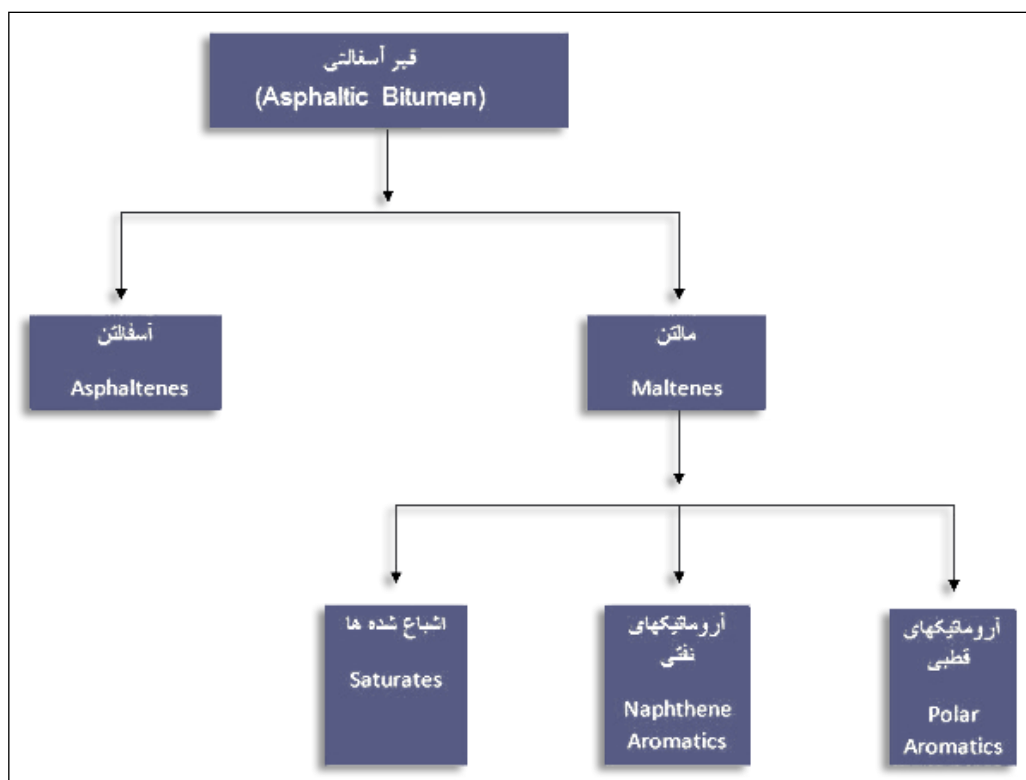 قیر آسفالتی
(Asphaltic Bitumen)
آسفالتن
Asphaltenes
مالتن
Maltenes
اشباع شده ها
Saturates
آروماتیکهای
نفتی
Naphthene
Aromatics
آروماتیکهای
قطبی
Polar
Aromatics